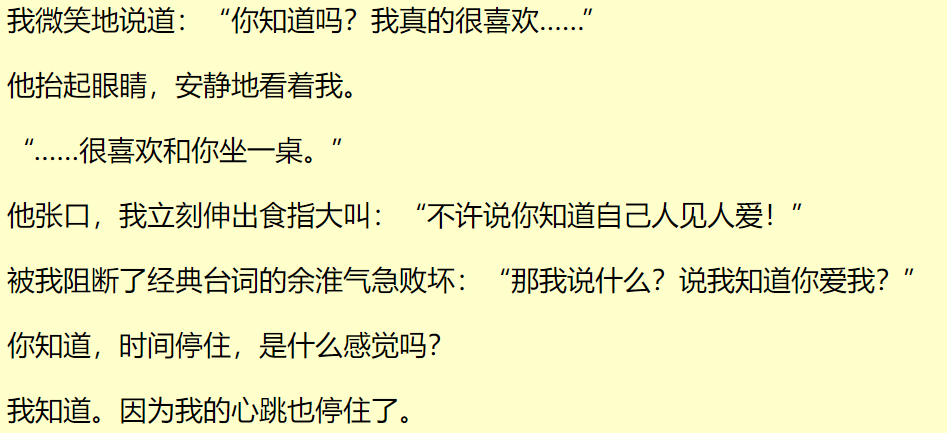 我微笑地说道：“你知道吗？我真的很喜欢……”
他抬起眼睛，安静地看着我。
“……很喜欢和你坐一桌。”
他张口，我立刻伸出食指大叫：“不许说你知道自己人见人爱！”
被我阻断了经典台词的余淮气急败坏：“那我说什么？说我知道你爱我？”
你知道，时间停住，是什么感觉吗？
我知道。因为我的心跳也停住了。